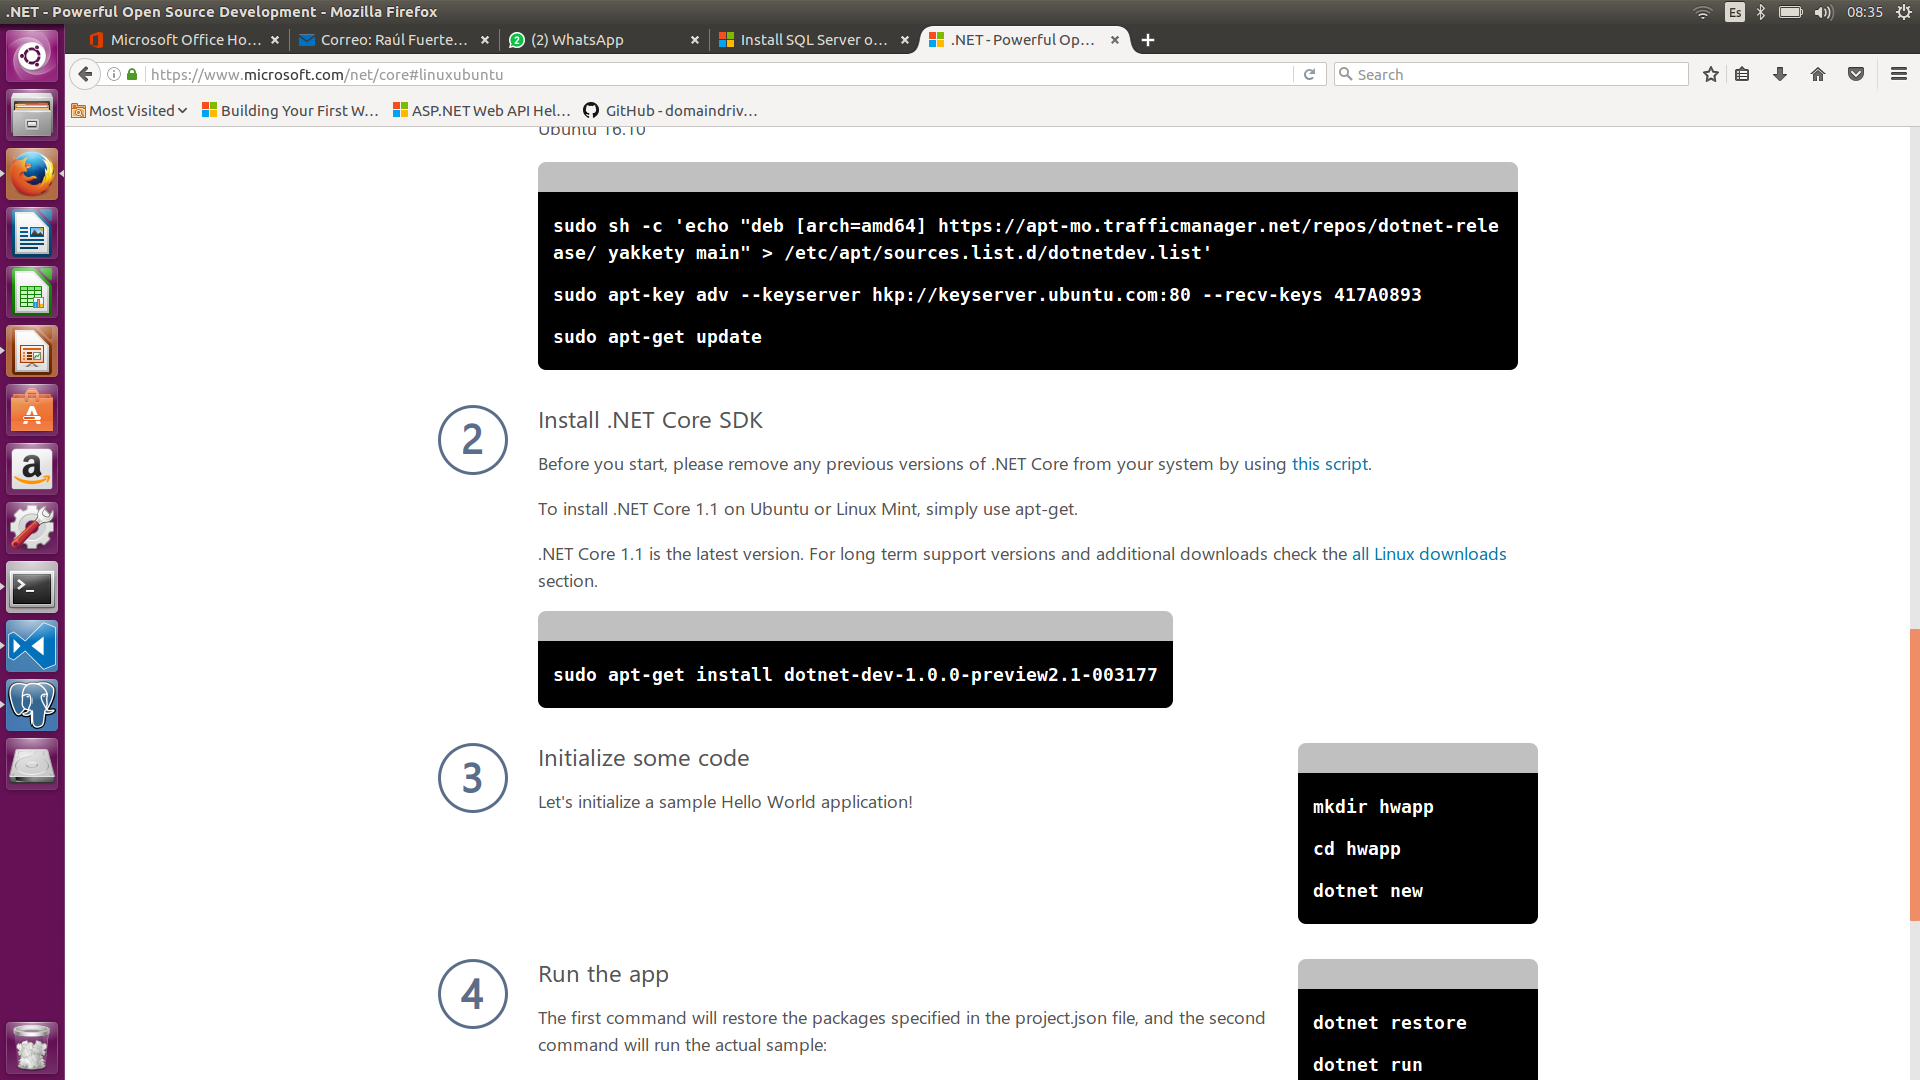 .NET - Powerful Open Source Development - Mozilla Firefox
Es
08:35
Microsoft Office Ho...
Correo: Raúl Fuerte...
(2) WhatsApp
Install SQL Server o...
.NET - Powerful Op...
https://www.microsoft.com/net/core#linuxubuntu
Search
Most Visited
Building Your First W...
ASP.NET Web API Hel...
GitHub - domaindriv...
Ubuntu 16.10
sudo sh -c 'echo "deb [arch=amd64] https://apt-mo.trafficmanager.net/repos/dotnet-rele
ase/ yakkety main" > /etc/apt/sources.list.d/dotnetdev.list'
sudo apt-key adv --keyserver hkp://keyserver.ubuntu.com:80 --recv-keys 417A0893
sudo apt-get update
2
Install .NET Core SDK
Before you start, please remove any previous versions of .NET Core from your system by using this script.
To install .NET Core 1.1 on Ubuntu or Linux Mint, simply use apt-get.
.NET Core 1.1 is the latest version. For long term support versions and additional downloads check the all Linux downloads
section.
sudo apt-get install dotnet-dev-1.0.0-preview2.1-003177
3
Initialize some code
Let's initialize a sample Hello World application!
mkdir hwapp
cd hwapp
dotnet new
4
Run the app
The first command will restore the packages specified in the project.json file, and the second
command will run the actual sample:
dotnet restore
dotnet run